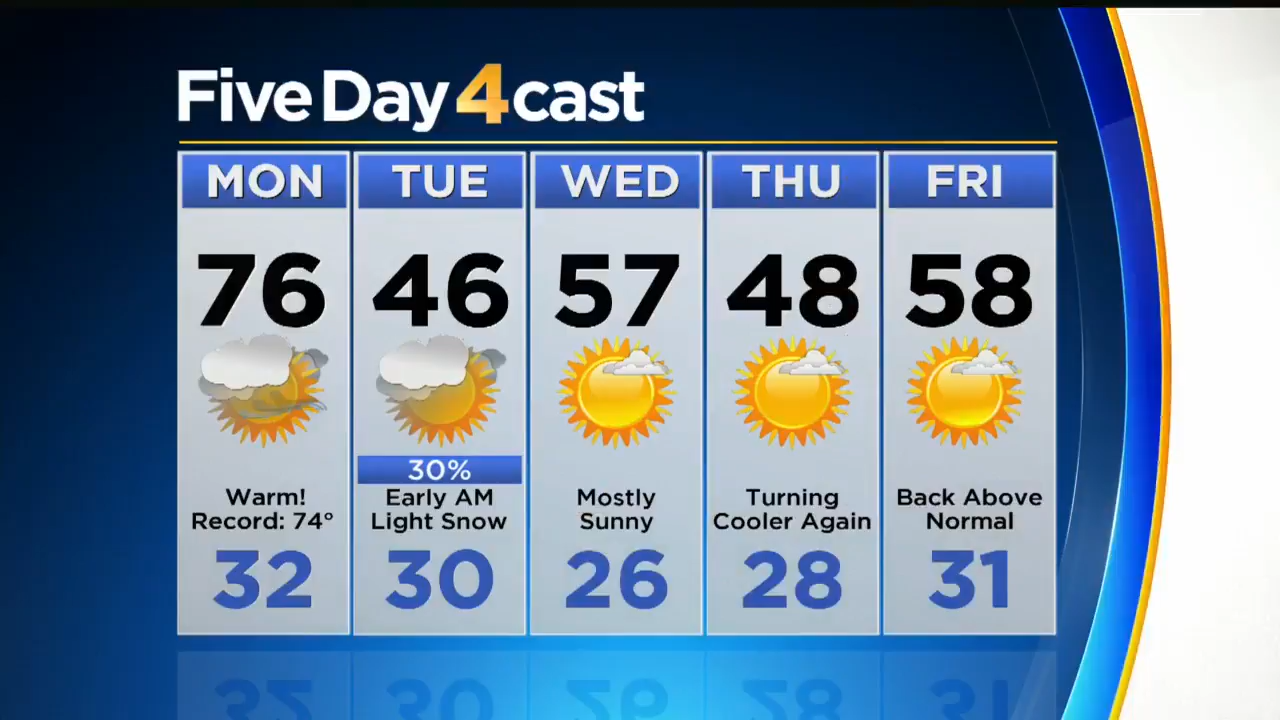 Five Day 4cast
MON TUE WED THU FRI
76 46 57 48 58
30%
Warm! Early AM Mostly Turning Back Above
Record: 74° Light Snow Sunny Cooler Again Normal
32 30 26 28 31